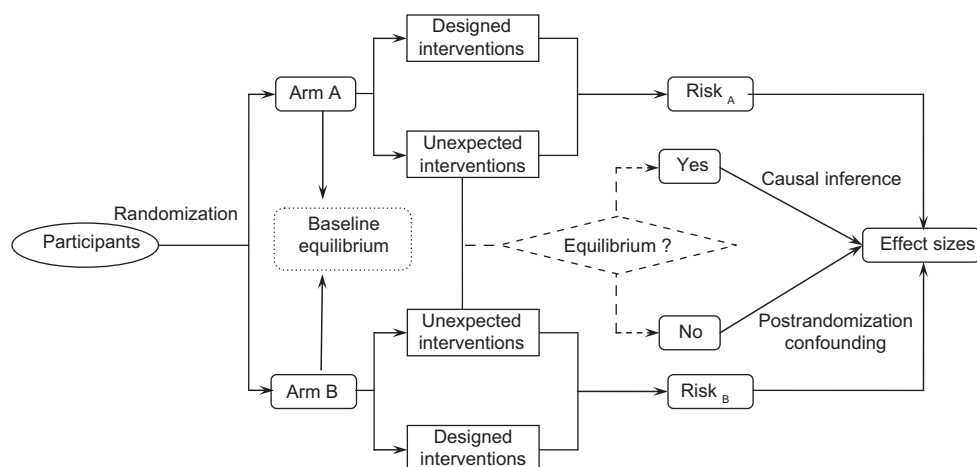 Designed
interventions
Arm A
Risk A
Unexpected
interventions
Yes
Causal inference
Randomization
Baseline
equilibrium
Participants
Equilibrium ?
Effect sizes
Unexpected
interventions
No
Postrandomization
confounding
Arm B
Risk B
Designed
interventions